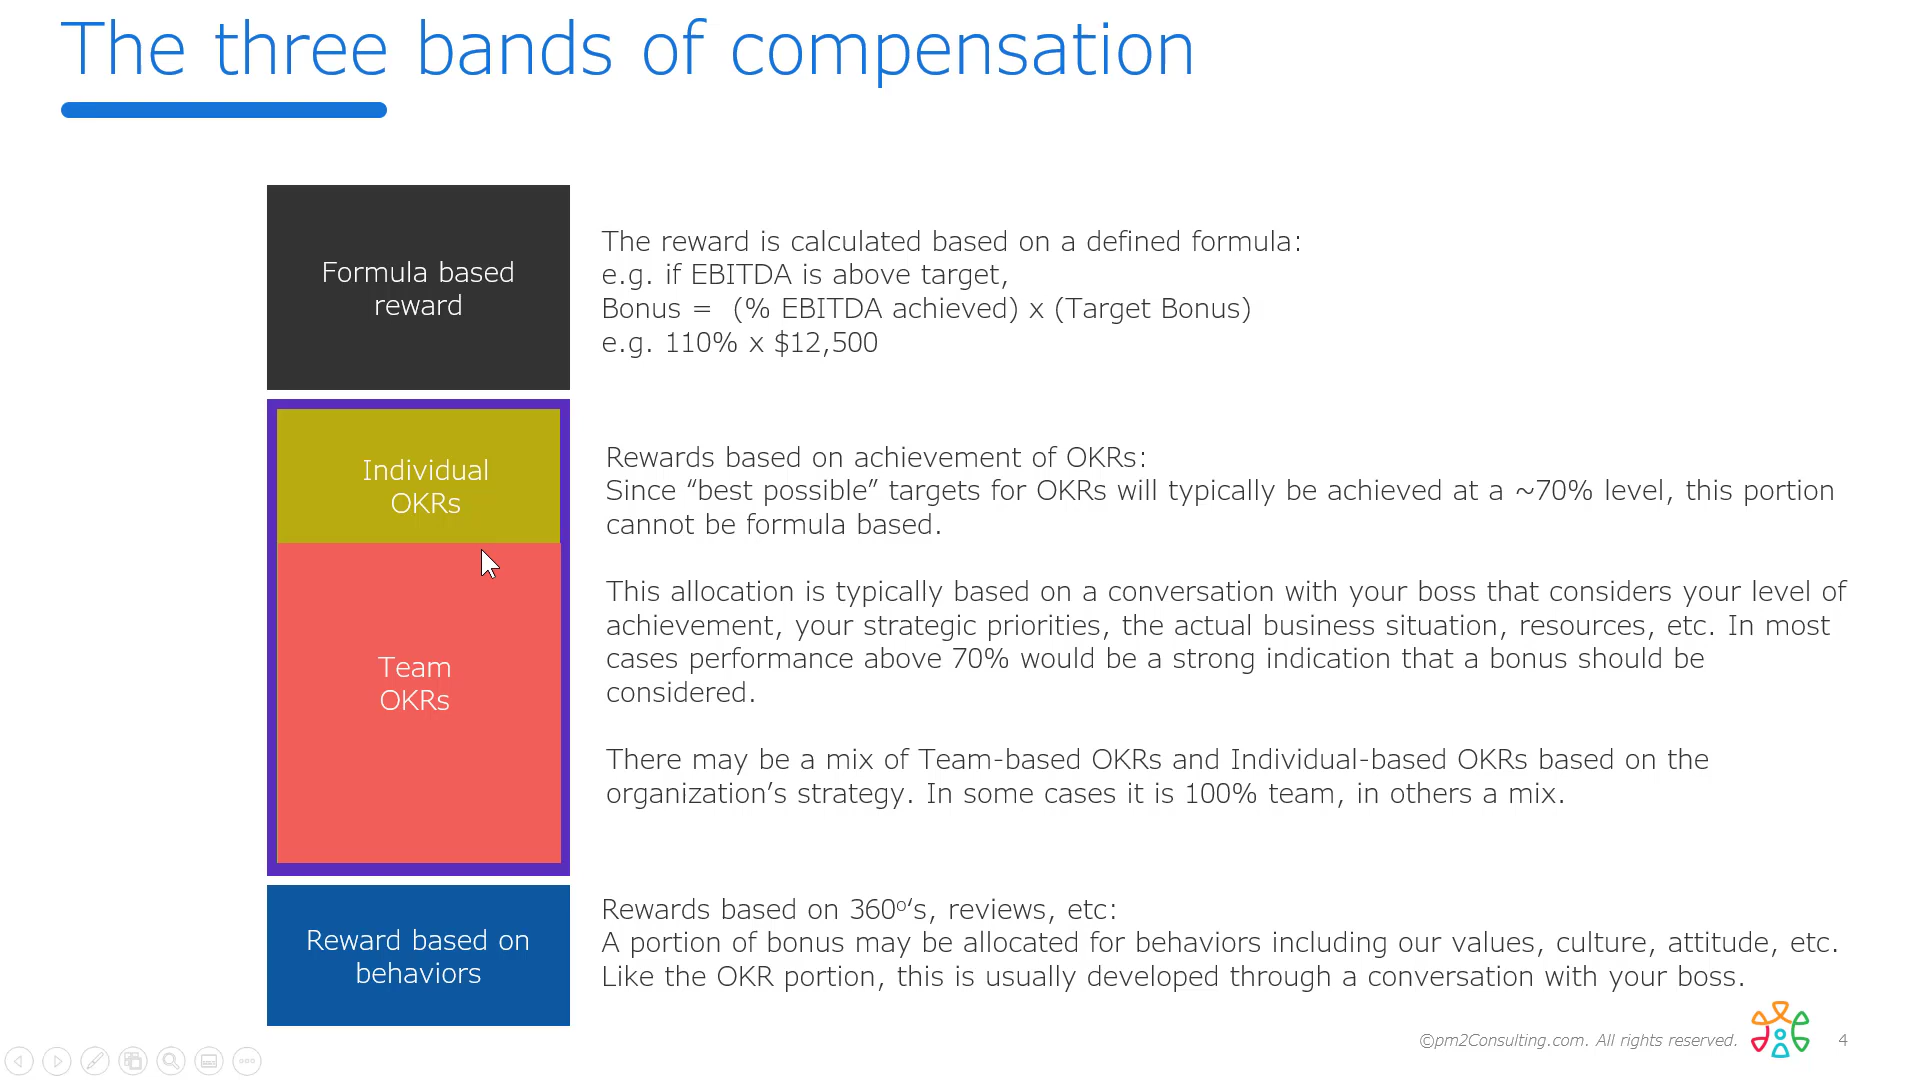 The three bands of compensation
Formula based
reward
The reward is calculated based on a defined formula:
e.g. if EBITDA is above target,
Bonus = (% EBITDA achieved) x (Target Bonus)
e.g. 110% x $12,500
Individual
OKRs
Team
OKRs
Rewards based on achievement of OKRs:
Since “best possible” targets for OKRs will typically be achieved at a ~70% level, this portion
cannot be formula based.
This allocation is typically based on a conversation with your boss that considers your level of
achievement, your strategic priorities, the actual business situation, resources, etc. In most
cases performance above 70% would be a strong indication that a bonus should be
considered.
There may be a mix of Team-based OKRs and Individual-based OKRs based on the
organization’s strategy. In some cases it is 100% team, in others a mix.
Reward based on
behaviors
Rewards based on 360º‘s, reviews, etc:
A portion of bonus may be allocated for behaviors including our values, culture, attitude, etc.
Like the OKR portion, this is usually developed through a conversation with your boss.
©pm2Consulting.com. All rights reserved.
4